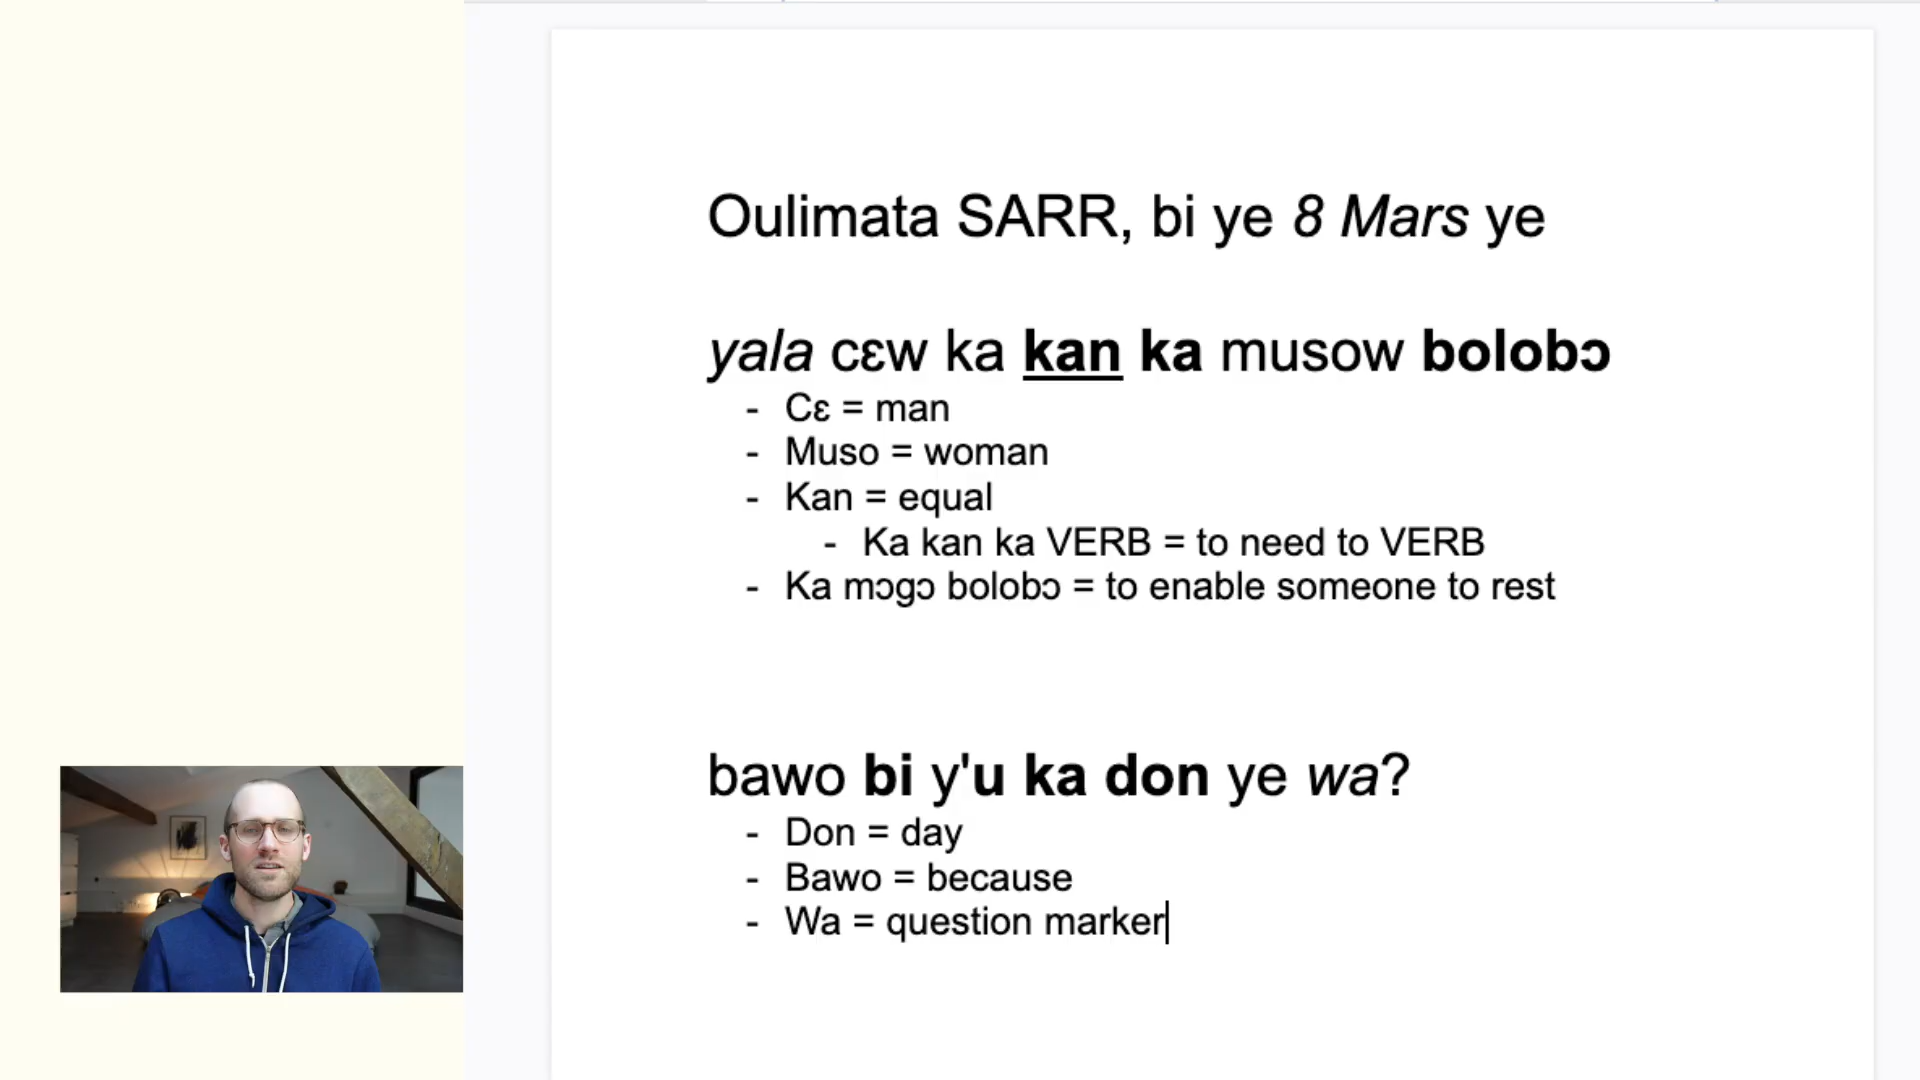 Oulimata SARR, bi ye 8 Mars ye
yala cɛw ka kan ka musow bolobɔ
- Cɛ = man
- Muso = woman
- Kan = equal
- Ka kan ka VERB = to need to VERB
- Ka mɔgɔ bolobɔ = to enable someone to rest
bawo bi y'u ka don ye wa?
- Don = day
- Bawo = because
- Wa = question marker